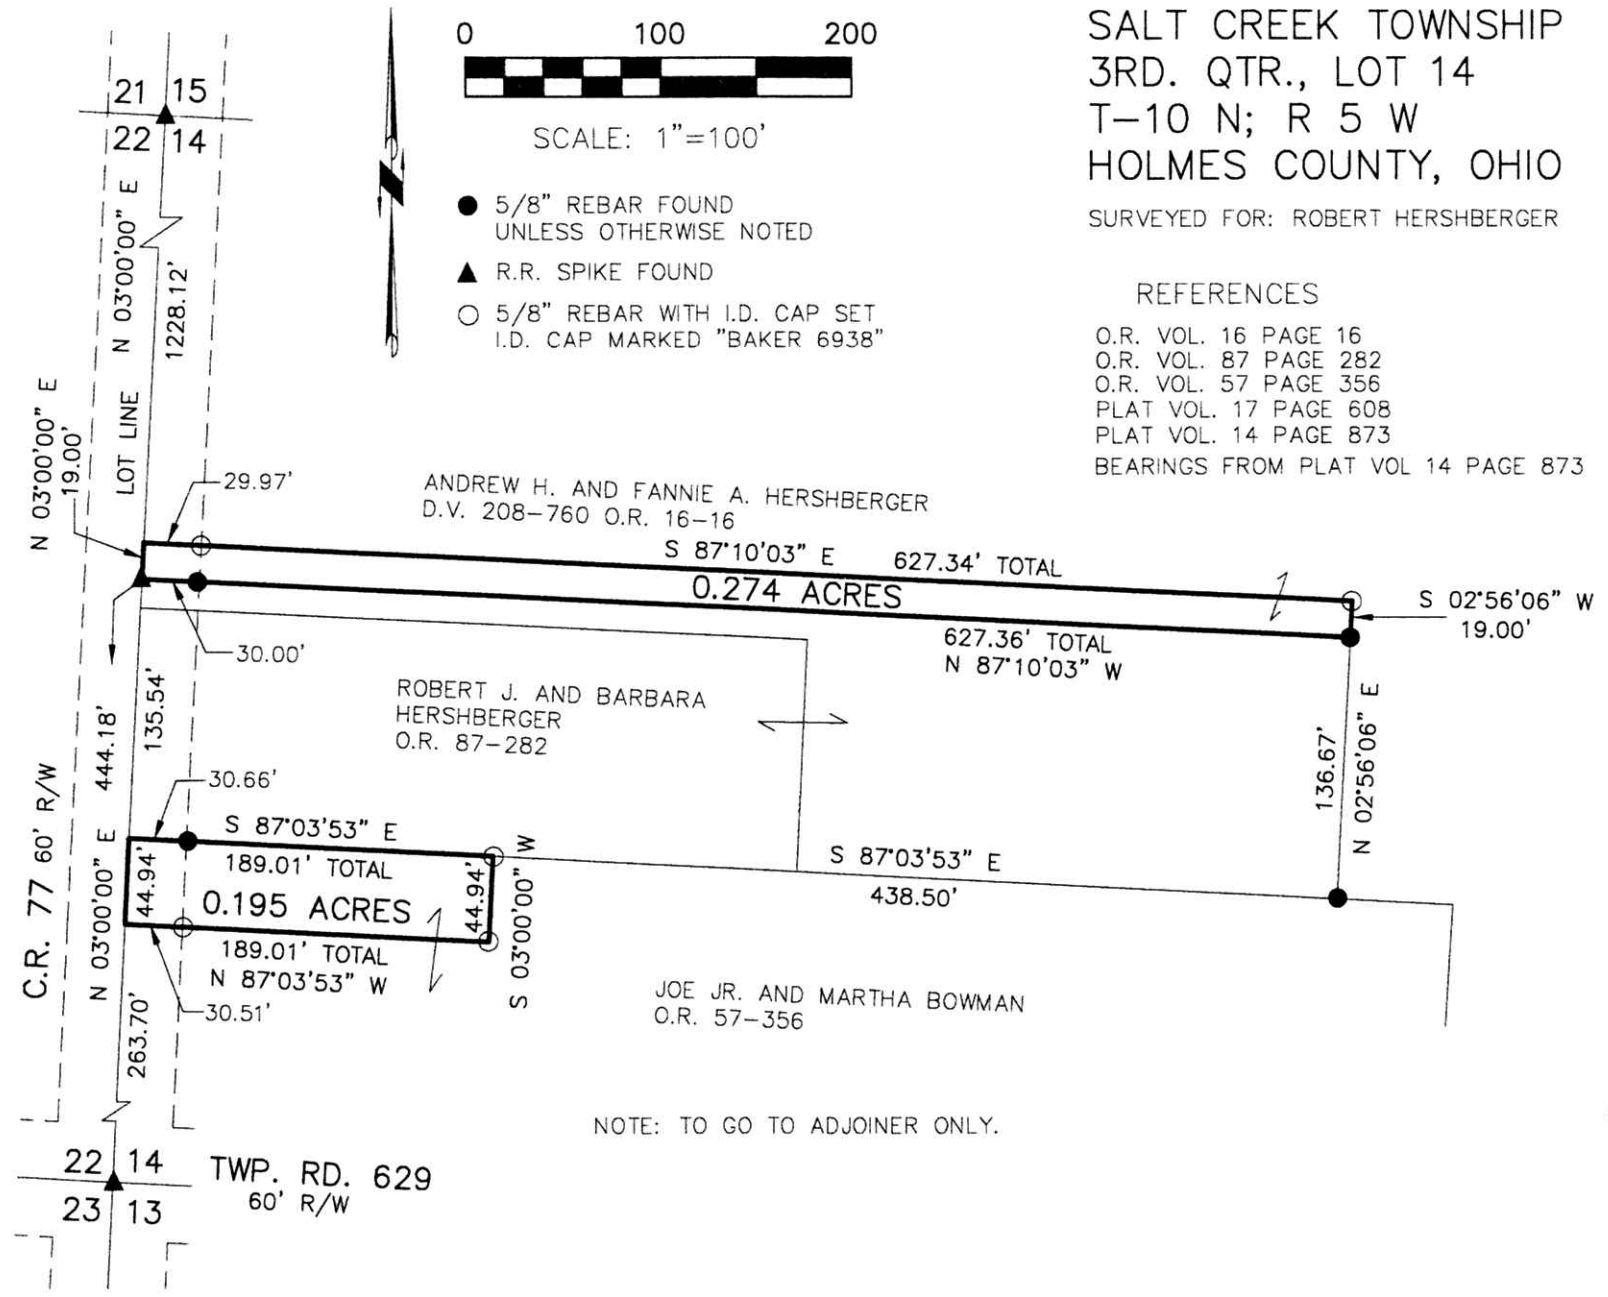 0 100 200
SCALE: 1"=100'
5/8" REBAR FOUND
UNLESS OTHERWISE NOTED
R.R. SPIKE FOUND
5/8" REBAR WITH I.D. CAP SET
I.D. CAP MARKED "BAKER 6938"
SALT CREEK TOWNSHIP
3RD. QTR., LOT 14
T-10 N; R 5 W
HOLMES COUNTY, OHIO
SURVEYED FOR: ROBERT HERSHBERGER
REFERENCES
O.R. VOL. 16 PAGE 16
O.R. VOL. 87 PAGE 282
O.R. VOL. 57 PAGE 356
PLAT VOL. 17 PAGE 608
PLAT VOL. 14 PAGE 873
BEARINGS FROM PLAT VOL 14 PAGE 873
21 15
22 14
LOT LINE N 03°00'00" E
1228.12'
N 03°00'00" E
19.00'
29.97'
ANDREW H. AND FANNIE A. HERSHBERGER
D.V. 208-760 O.R. 16-16
S 87°10'03" E 627.34' TOTAL
0.274 ACRES
627.36' TOTAL
N 87°10'03" W
S 02°56'06" W
19.00'
30.00'
ROBERT J. AND BARBARA
HERSHBERGER
O.R. 87-282
135.54'
N 03°00'00" E 444.18'
C.R. 77 60' R/W
136.67'
N 02°56'06" E
30.66'
S 87°03'53" E
189.01' TOTAL
0.195 ACRES
44.94'
44.94'
S 03°00'00" W
189.01' TOTAL
N 87°03'53" W
30.51'
S 87°03'53" E
438.50'
JOE JR. AND MARTHA BOWMAN
O.R. 57-356
263.70'
NOTE: TO GO TO ADJOINER ONLY.
22 14
23 13
TWP. RD. 629
60' R/W